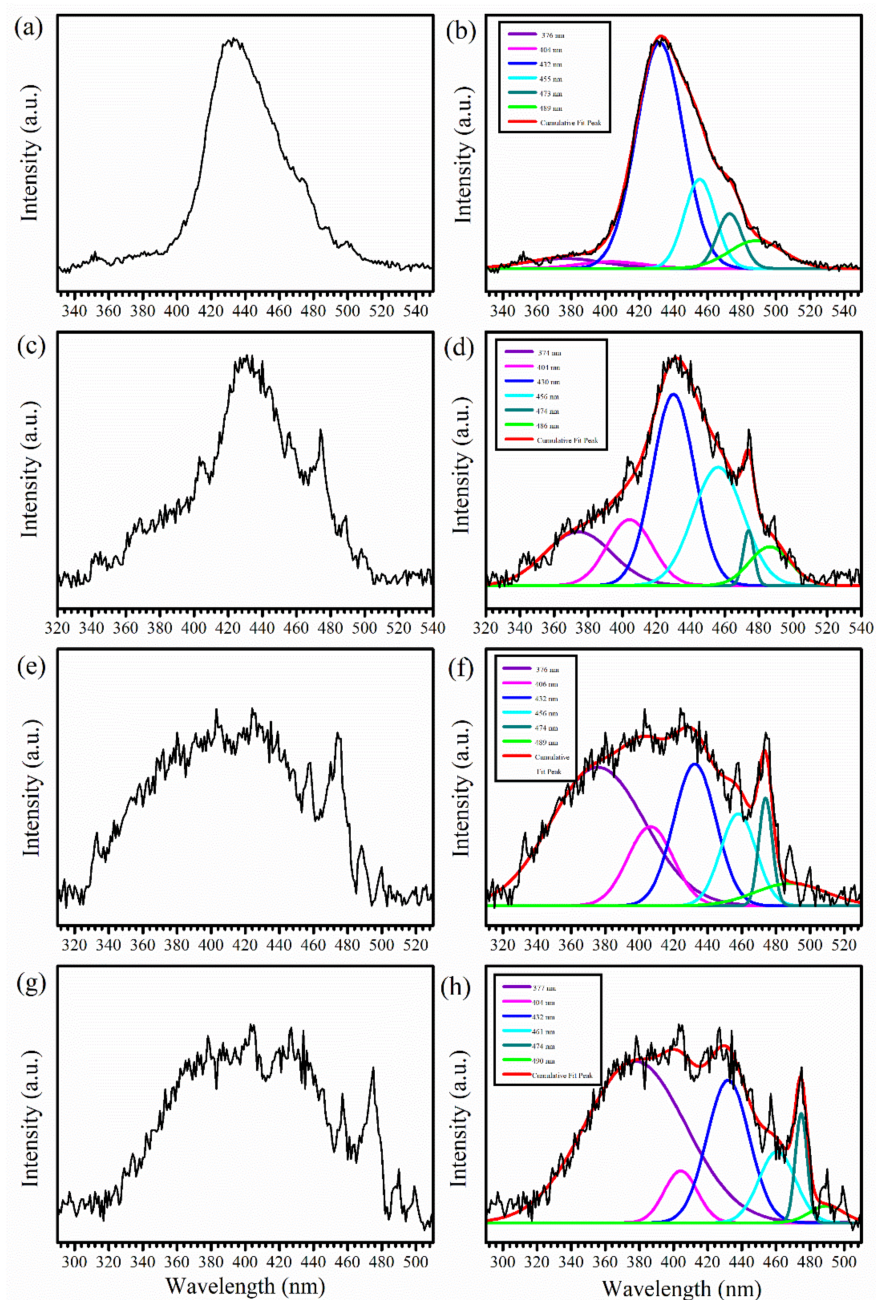 (a)
Intensity (a.u.)
340 360 380 400 420 440 460 480 500 520 540
(b)
376 nm
404 nm
432 nm
455 nm
473 nm
489 nm
Cumulative Fit Peak
Intensity (a.u.)
320 340 360 380 400 420 440 460 480 500 520 540
(c)
Intensity (a.u.)
320 340 360 380 400 420 440 460 480 500 520 540
(d)
374 nm
404 nm
430 nm
456 nm
474 nm
486 nm
Cumulative Fit Peak
Intensity (a.u.)
320 340 360 380 400 420 440 460 480 500 520 540
(e)
Intensity (a.u.)
320 340 360 380 400 420 440 460 480 500 520
(f)
376 nm
406 nm
432 nm
456 nm
474 nm
489 nm
Cumulative
Fit Peak
Intensity (a.u.)
320 340 360 380 400 420 440 460 480 500 520
(g)
Intensity (a.u.)
300 320 340 360 380 400 420 440 460 480 500
Wavelength (nm)
(h)
377 nm
404 nm
432 nm
461 nm
474 nm
490 nm
Cumulative Fit Peak
Intensity (a.u.)
300 320 340 360 380 400 420 440 460 480 500
Wavelength (nm)